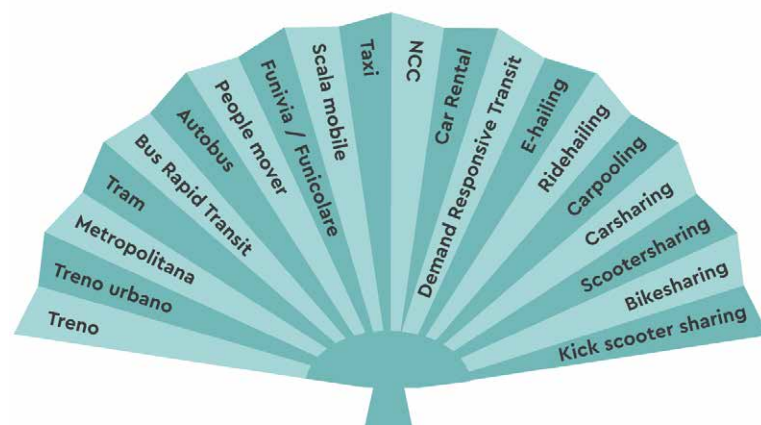 Treno
Treno urbano
Metropolitana
Tram
Bus Rapid Transit
Autobus
People mover
Funivia / Funicolare
Scala mobile
Taxi
NCC
Car Rental
Demand Responsive Transit
E-hailing
Ridehailing
Carpooling
Carsharing
Scootersharing
Bikesharing
Kick scooter sharing